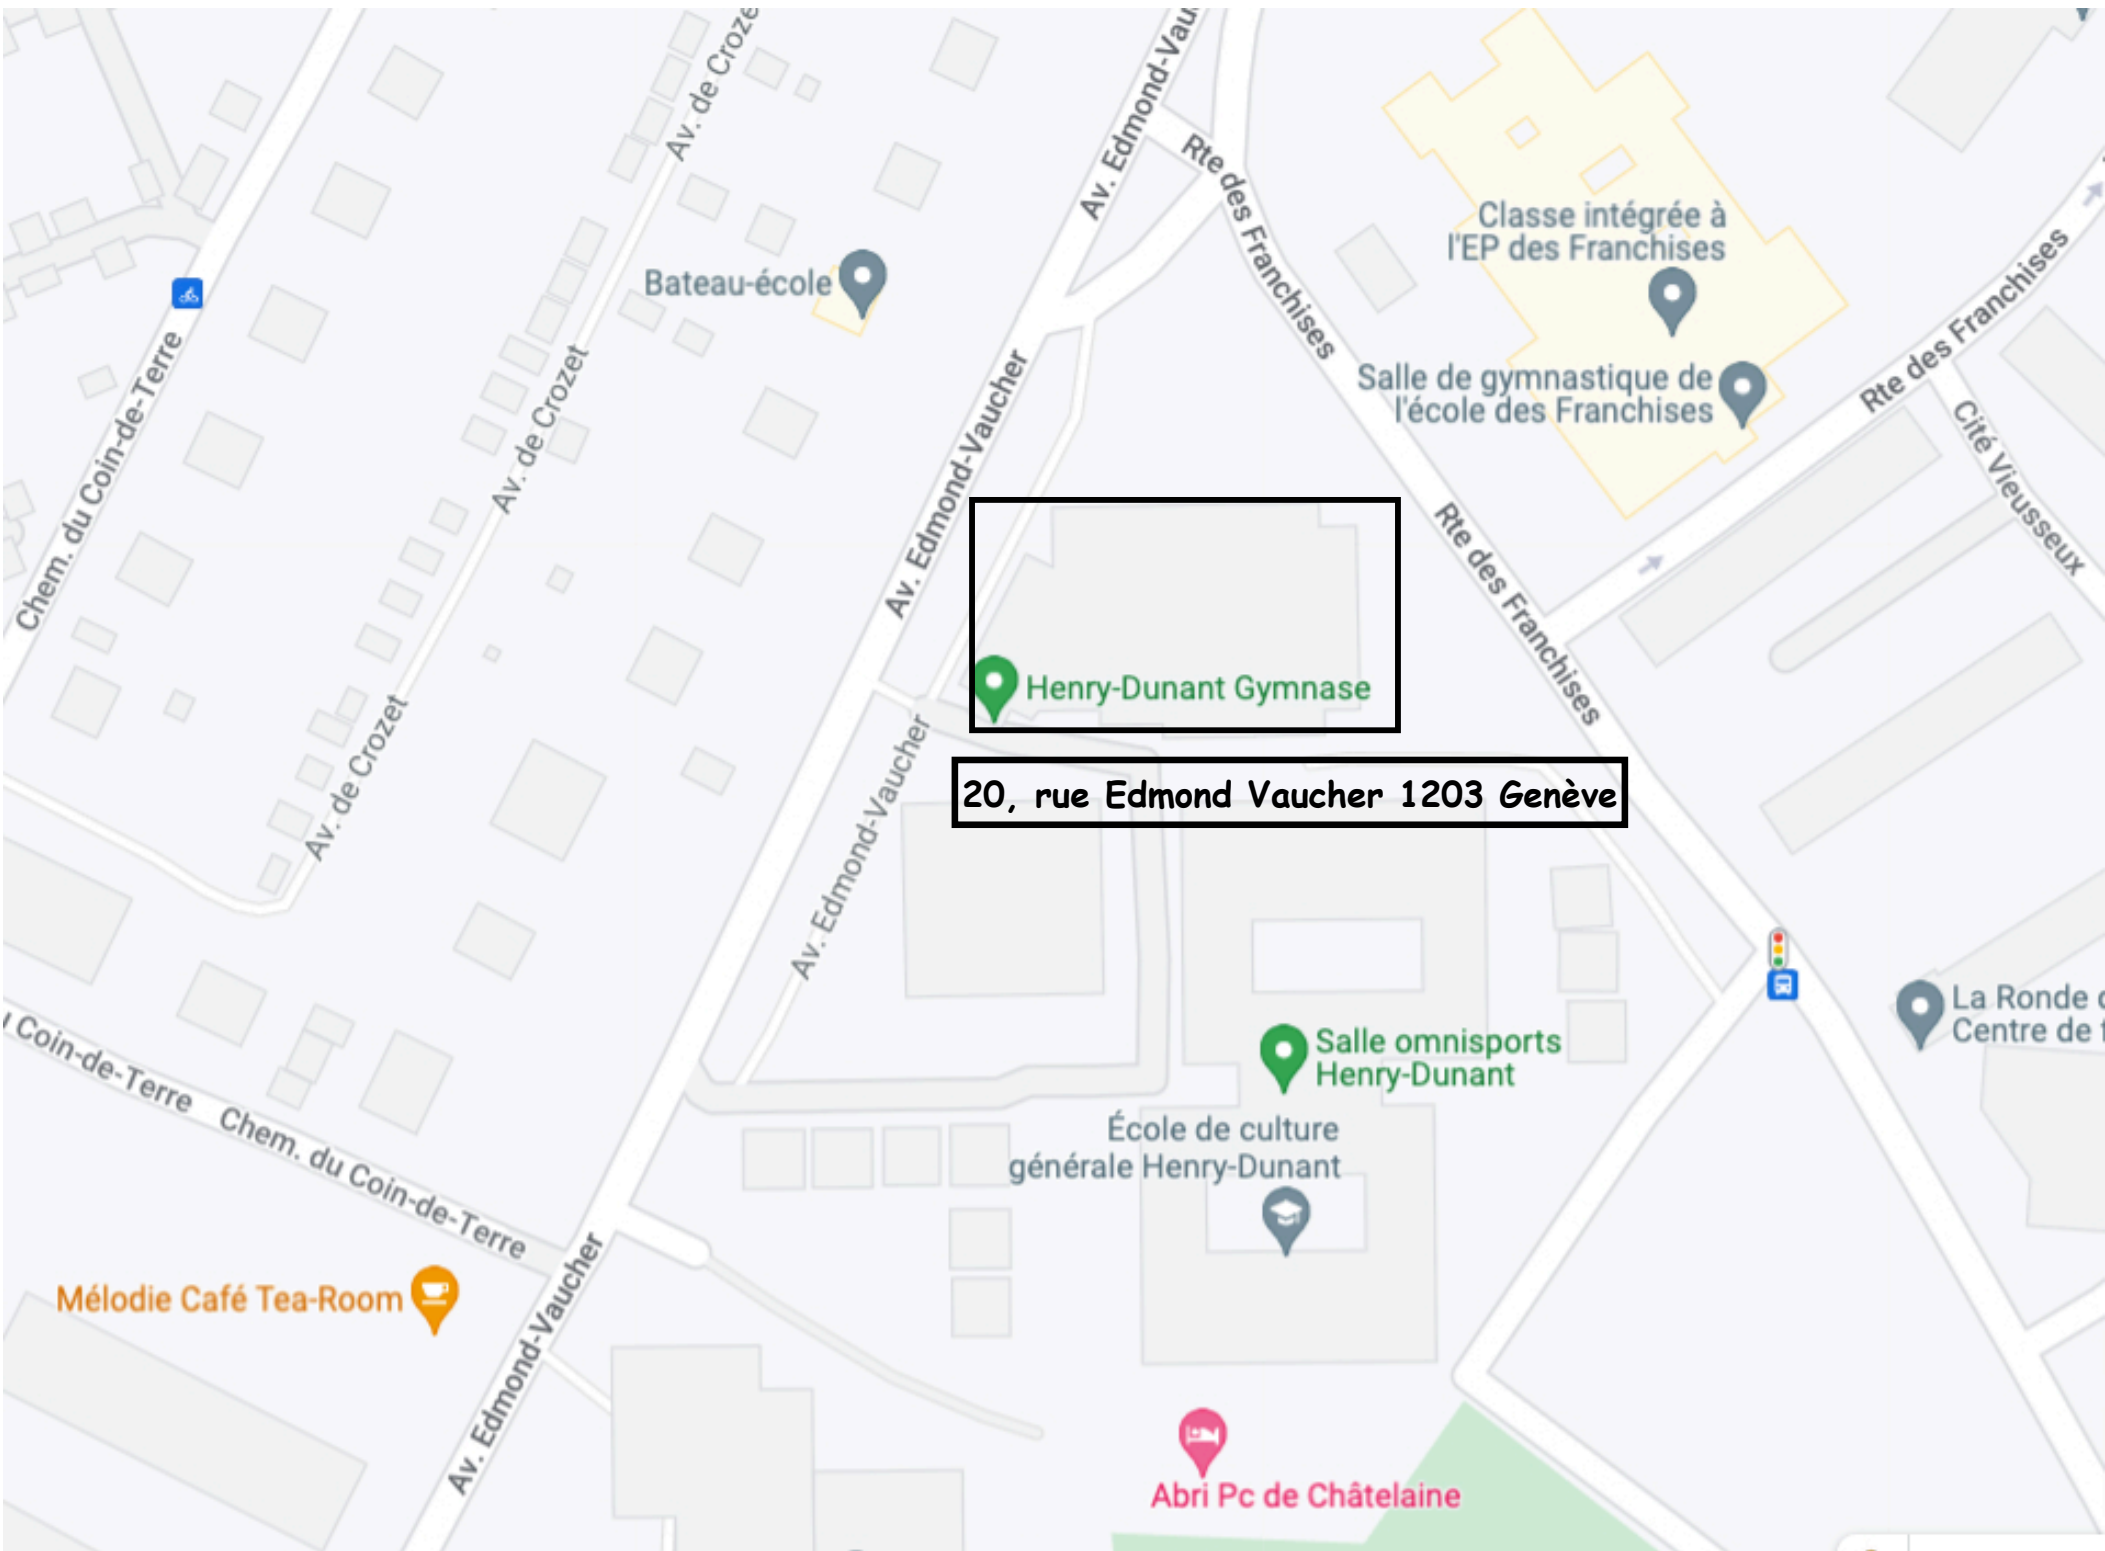 Av. de Croze
Av. Edmond-Vau
Rte des Franchises
Classe intégrée à
l'EP des Franchises
Bateau-école
Rte des Franchises
Salle de gymnastique de
l'école des Franchises
Chem. du Coin-de-Terre
Av. de Crozet
Av. Edmond-Vaucher
Cité Vieusseux
Rte des Franchises
Henry-Dunant Gymnase
Av. de Crozet
Av. Edmond-Vaucher
20, rue Edmond Vaucher 1203 Genève
La Ronde
Centre de
Salle omnisports
Henry-Dunant
Coin-de-Terre
Chem. du Coin-de-Terre
École de culture
générale Henry-Dunant
Mélodie Café Tea-Room
Av. Edmond-Vaucher
Abri Pc de Châtelaine